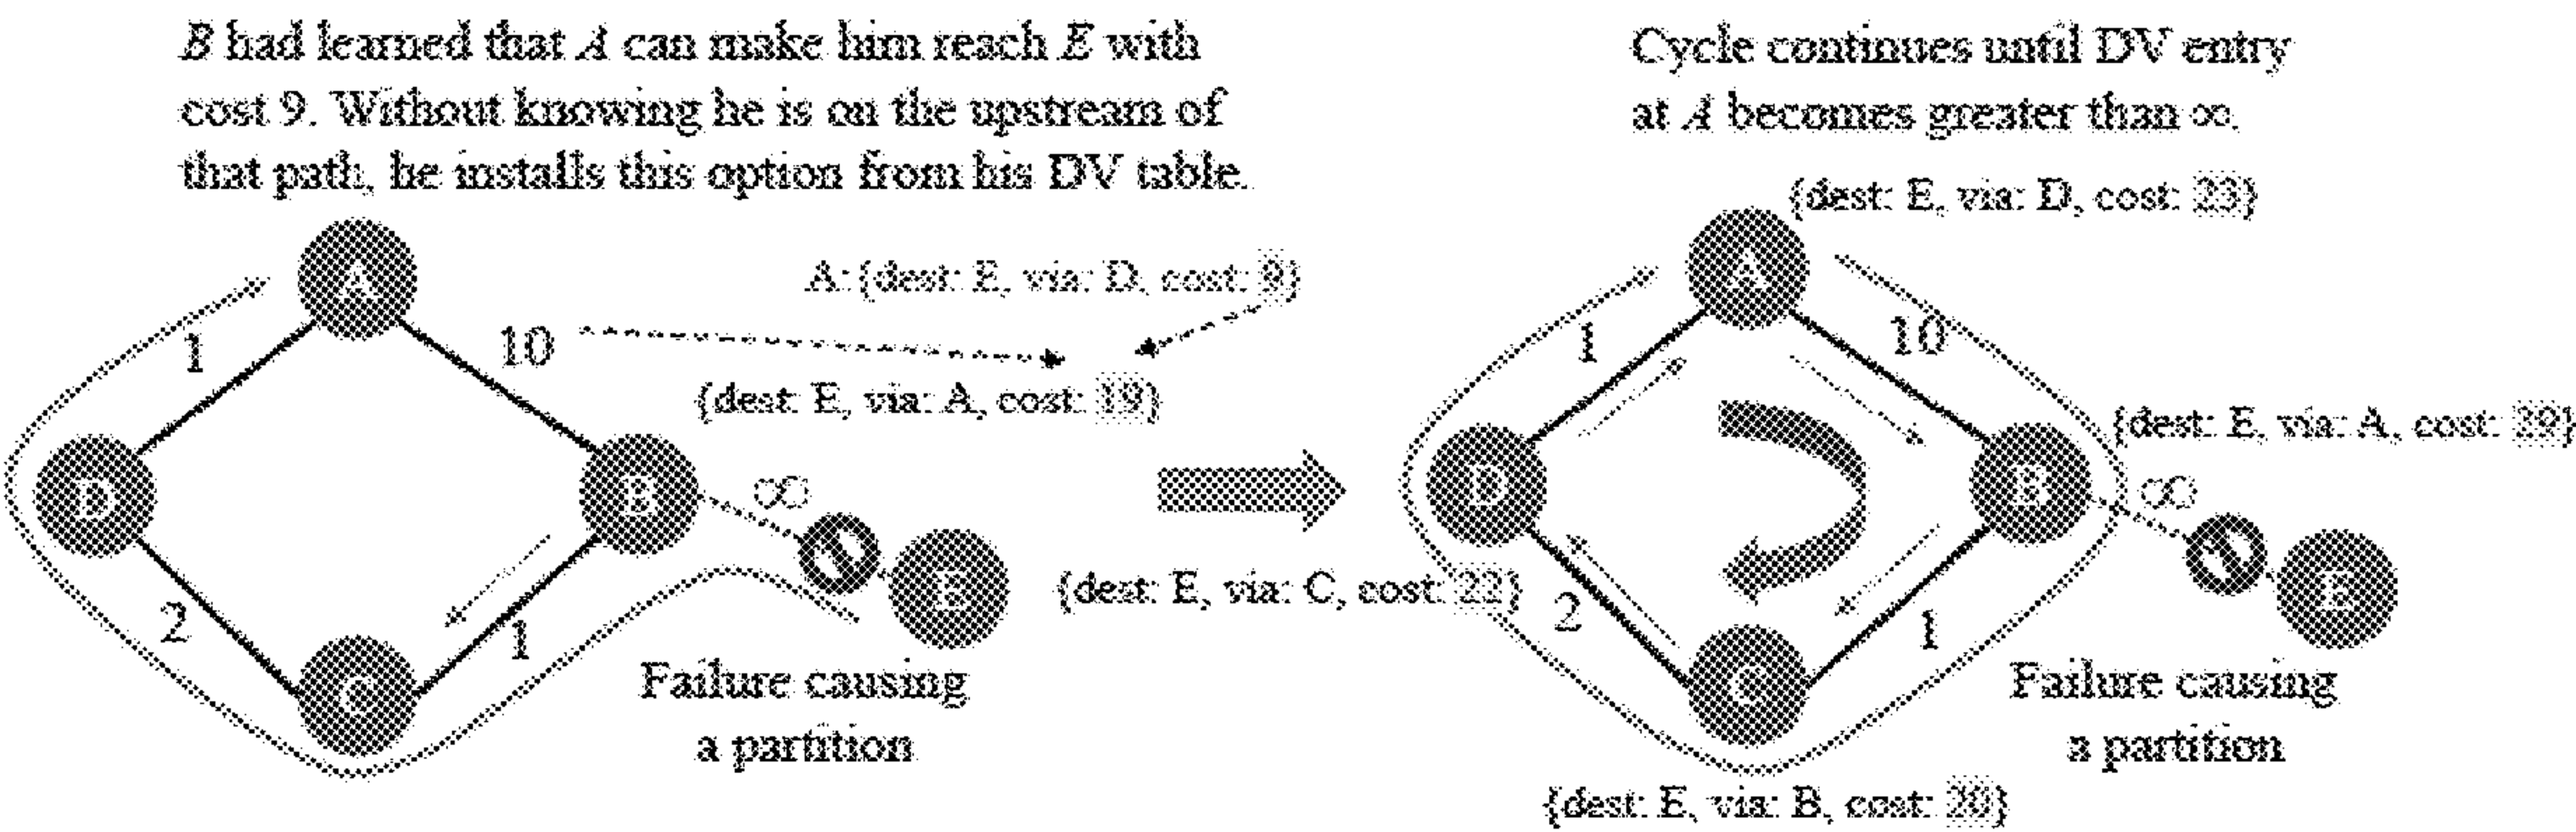 B had learned that A can make him reach E with
cost 9. Without knowing he is on the upstream of
that path, he installs this option from his DV table.
Cycle continues until DV entry
at A becomes greater than ∞.
{dest: E, via: D, cost: 23}
A
A: {dest: E, via: D, cost: 9}
1
10
{dest: E, via: A, cost: 19}
D
B
∞
E
2
1
C
Failure causing
a partition
A
1
10
{dest: E, via: A, cost:
D
B
∞
E
{dest: E, via: C, cost: 22}
2
1
C
Failure causing
a partition
{dest: E, via: B, cost: 20}